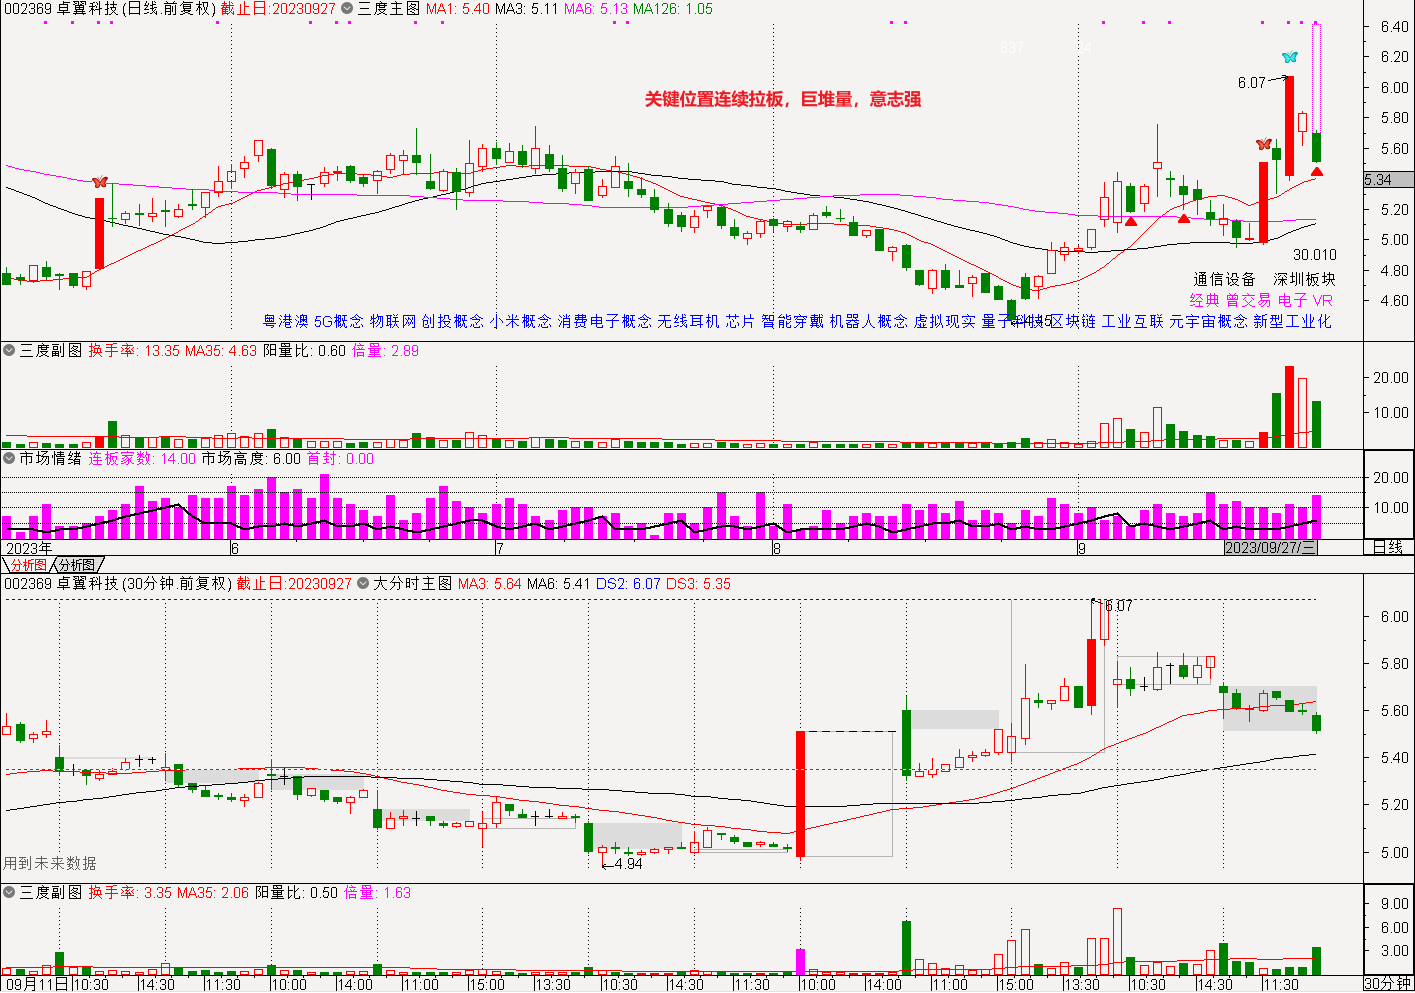 002369 卓翼科技 (日线.前复权) 截止日:20230927 三度主图 MA1: 5.40 MA3: 5.11 MA6: 5.13 MA126: 1.05
6.40
837
6.20
6.07
6.00
关键位置连续拉板，巨堆量，意志强
5.80
5.60
5.34
5.20
5.00
30.010
4.80
通信设备 深圳板块
经典 曾交易 电子 VR
4.60
粤港澳 5G概念 物联网 创投概念 小米概念 消费电子概念 无线耳机 芯片 智能穿戴 机器人概念 虚拟现实 量子科技 区块链 工业互联 元宇宙概念 新型工业化
三度副图 换手率: 13.35 MA35: 4.63 阳量比: 0.60 倍量: 2.89
20.00
10.00
市场情绪 连板家数: 14.00 市场高度: 6.00 首封: 0.00
20.00
10.00
2023年 6 7 8 9 2023/09/27/三 日线
分析图 分析图
002369 卓翼科技 (30分钟.前复权) 截止日:20230927 大分时主图 MA3: 5.64 MA6: 5.41 DS2: 6.07 DS3: 5.35
6.07
6.00
5.80
5.60
5.40
5.20
5.00
用到未来数据
4.94
三度副图 换手率: 3.35 MA35: 2.06 阳量比: 0.50 倍量: 1.63
9.00
6.00
3.00
09月11日 10:30 14:30 11:30 10:00 14:00 11:00 15:00 13:30 10:30 14:30 11:30 10:00 14:00 11:00 15:00 13:30 10:30 14:30 11:30 30分钟